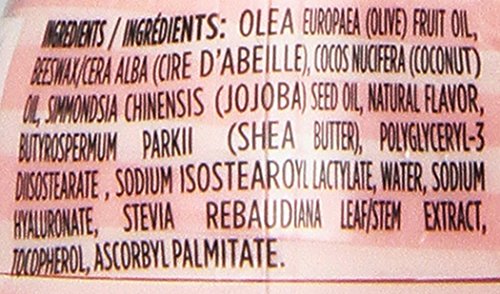 INGREDIENTS / INGRÉDIENTS: OLEA EUROPAEA (OLIVE) FRUIT OIL,
BEESWAX/CERA ALBA (CIRE D'ABEILLE), COCOS NUCIFERA (COCONUT)
OIL, SIMMONDSIA CHINENSIS (JOJOBA) SEED OIL, NATURAL FLAVOR,
BUTYROSPERMUM PARKII (SHEA BUTTER), POLYGLYCERYL-3
DIISOSTEARATE , SODIUM ISOSTEAROYL LACTYLATE, WATER, SODIUM
HYALURONATE, STEVIA REBAUDIANA LEAF/STEM EXTRACT,
TOCOPHEROL, ASCORBYL PALMITATE.